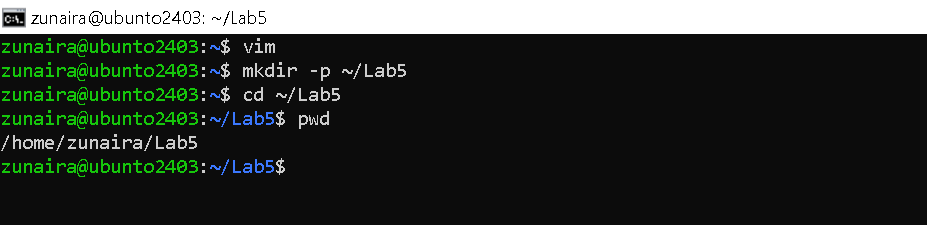 zunaira@ubunto2403: ~/Lab5
zunaira@ubunto2403:~$ vim
zunaira@ubunto2403:~$ mkdir -p ~/Lab5
zunaira@ubunto2403:~$ cd ~/Lab5
zunaira@ubunto2403:~/Lab5$ pwd
/home/zunaira/Lab5
zunaira@ubunto2403:~/Lab5$